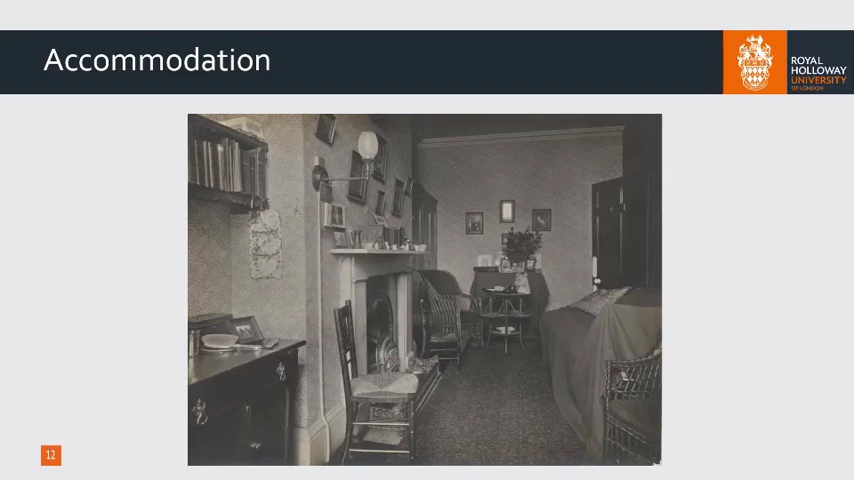 Accommodation
ROYAL
HOLLOWAY
UNIVERSITY
OF LONDON
12